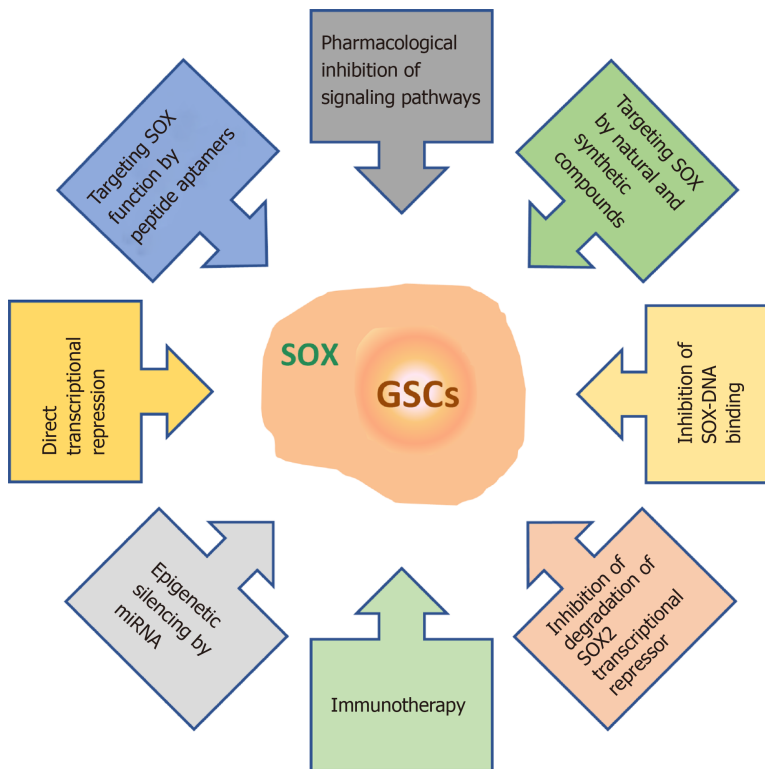 Pharmacological
inhibition of
signaling pathways
Targeting SOX
by natural and
synthetic
compounds
Inhibition of
SOX-DNA
binding
Inhibition of
degradation of
SOX2
transcriptional
repressor
Immunotherapy
Epigenetic
silencing by
miRNA
Direct
transcriptional
repression
Targeting SOX
function by
peptide aptamers
SOX
GSCs